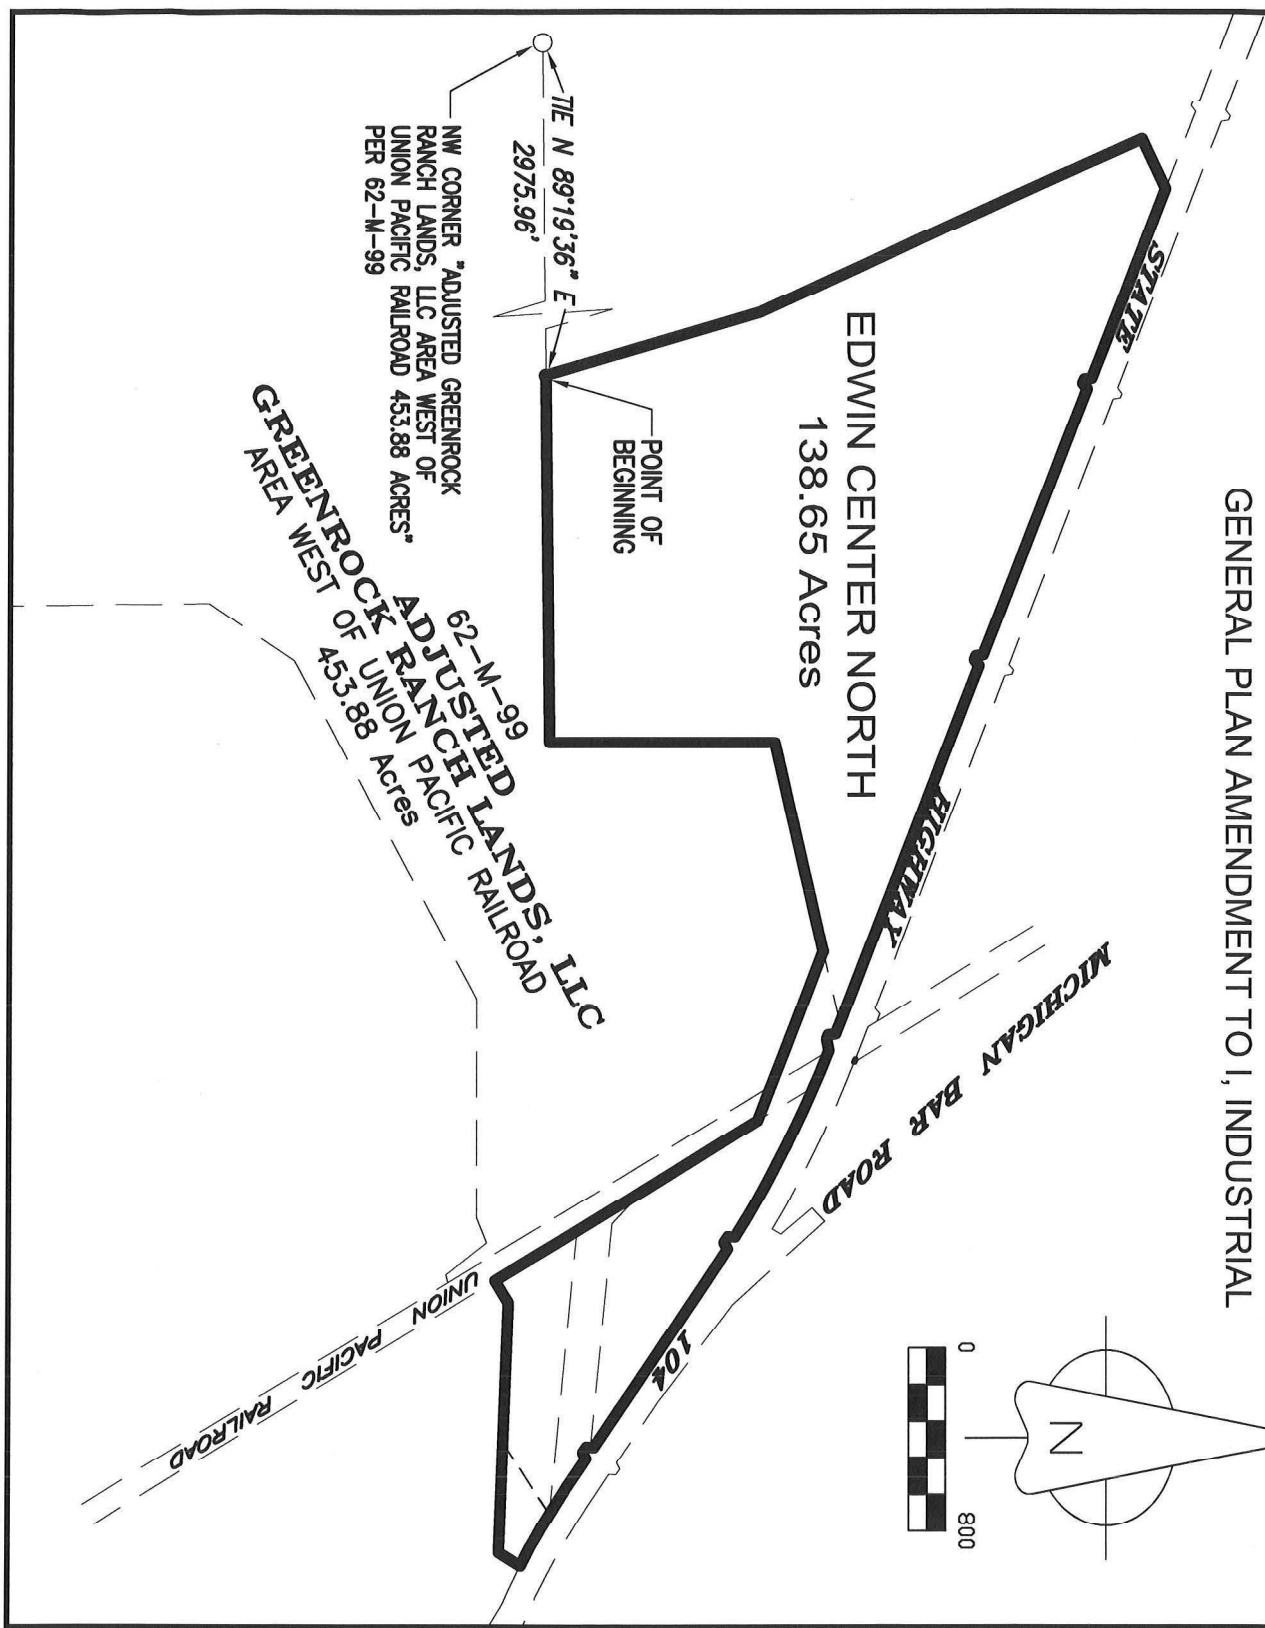 GENERAL PLAN AMENDMENT TO I, INDUSTRIAL
N
0
800
STATE
HIGHWAY
104
MICHIGAN BAR ROAD
EDWIN CENTER NORTH
138.65 Acres
POINT OF
BEGINNING
TIE N 89°19'36" E
2975.96'
NW CORNER "ADJUSTED GREENROCK
RANCH LANDS, LLC AREA WEST OF
UNION PACIFIC RAILROAD 453.88 ACRES"
PER 62-M-99
62-M-99
ADJUSTED
GREENROCK RANCH LANDS, LLC
AREA WEST OF UNION PACIFIC RAILROAD
453.88 Acres
UNION PACIFIC RAILROAD